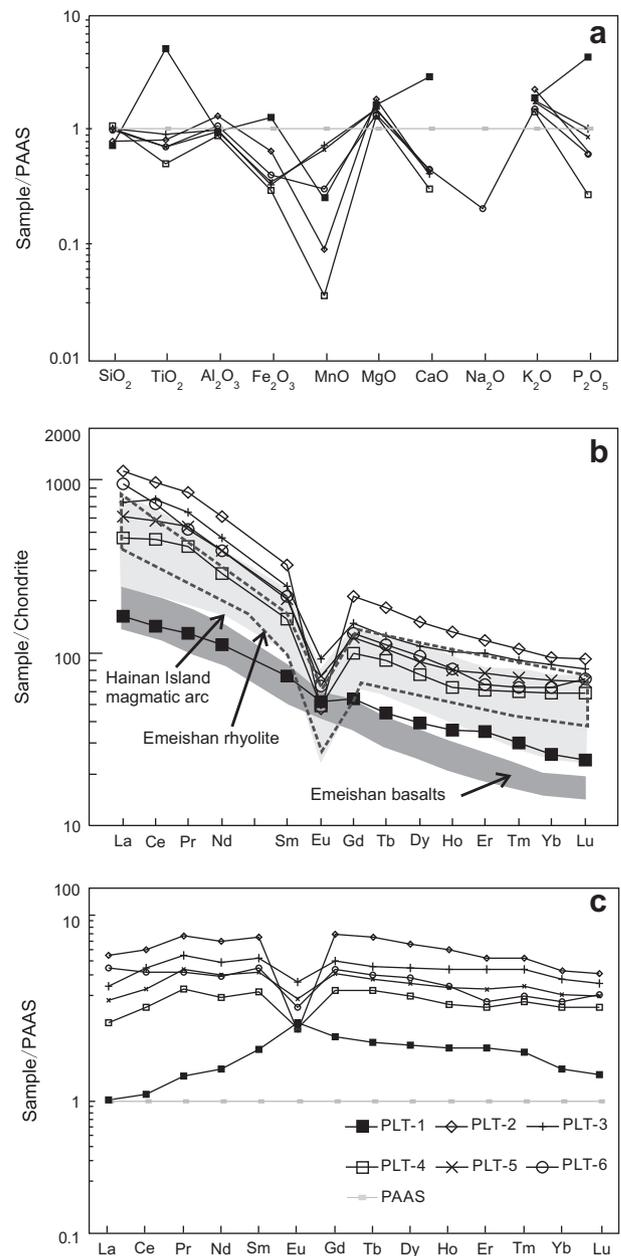 a
10
1
0.1
0.01
Sample/PAAS
SiO2 TiO2 Al2O3 Fe2O3 MnO MgO CaO Na2O K2O P2O5
b
2000
1000
100
10
Sample/Chondrite
Hainan Island
magmatic arc
Emeishan rhyolite
Emeishan basalts
La Ce Pr Nd Sm Eu Gd Tb Dy Ho Er Tm Yb Lu
c
100
10
1
0.1
Sample/PAAS
PLT-1 PLT-2 PLT-3
PLT-4 PLT-5 PLT-6
PAAS
La Ce Pr Nd Sm Eu Gd Tb Dy Ho Er Tm Yb Lu